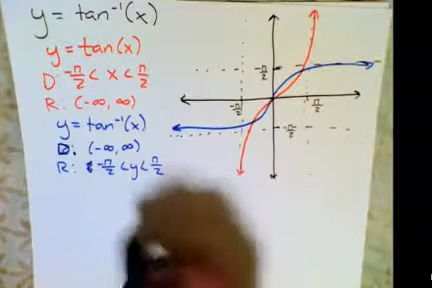 y = tan⁻¹(x)
y = tan(x)
D: -π/2 < x < π/2
R: (-∞, ∞)
y = tan⁻¹(x)
D: (-∞, ∞)
R: -π/2 < y < π/2
-π/2
-π/2
π/2
-π/2